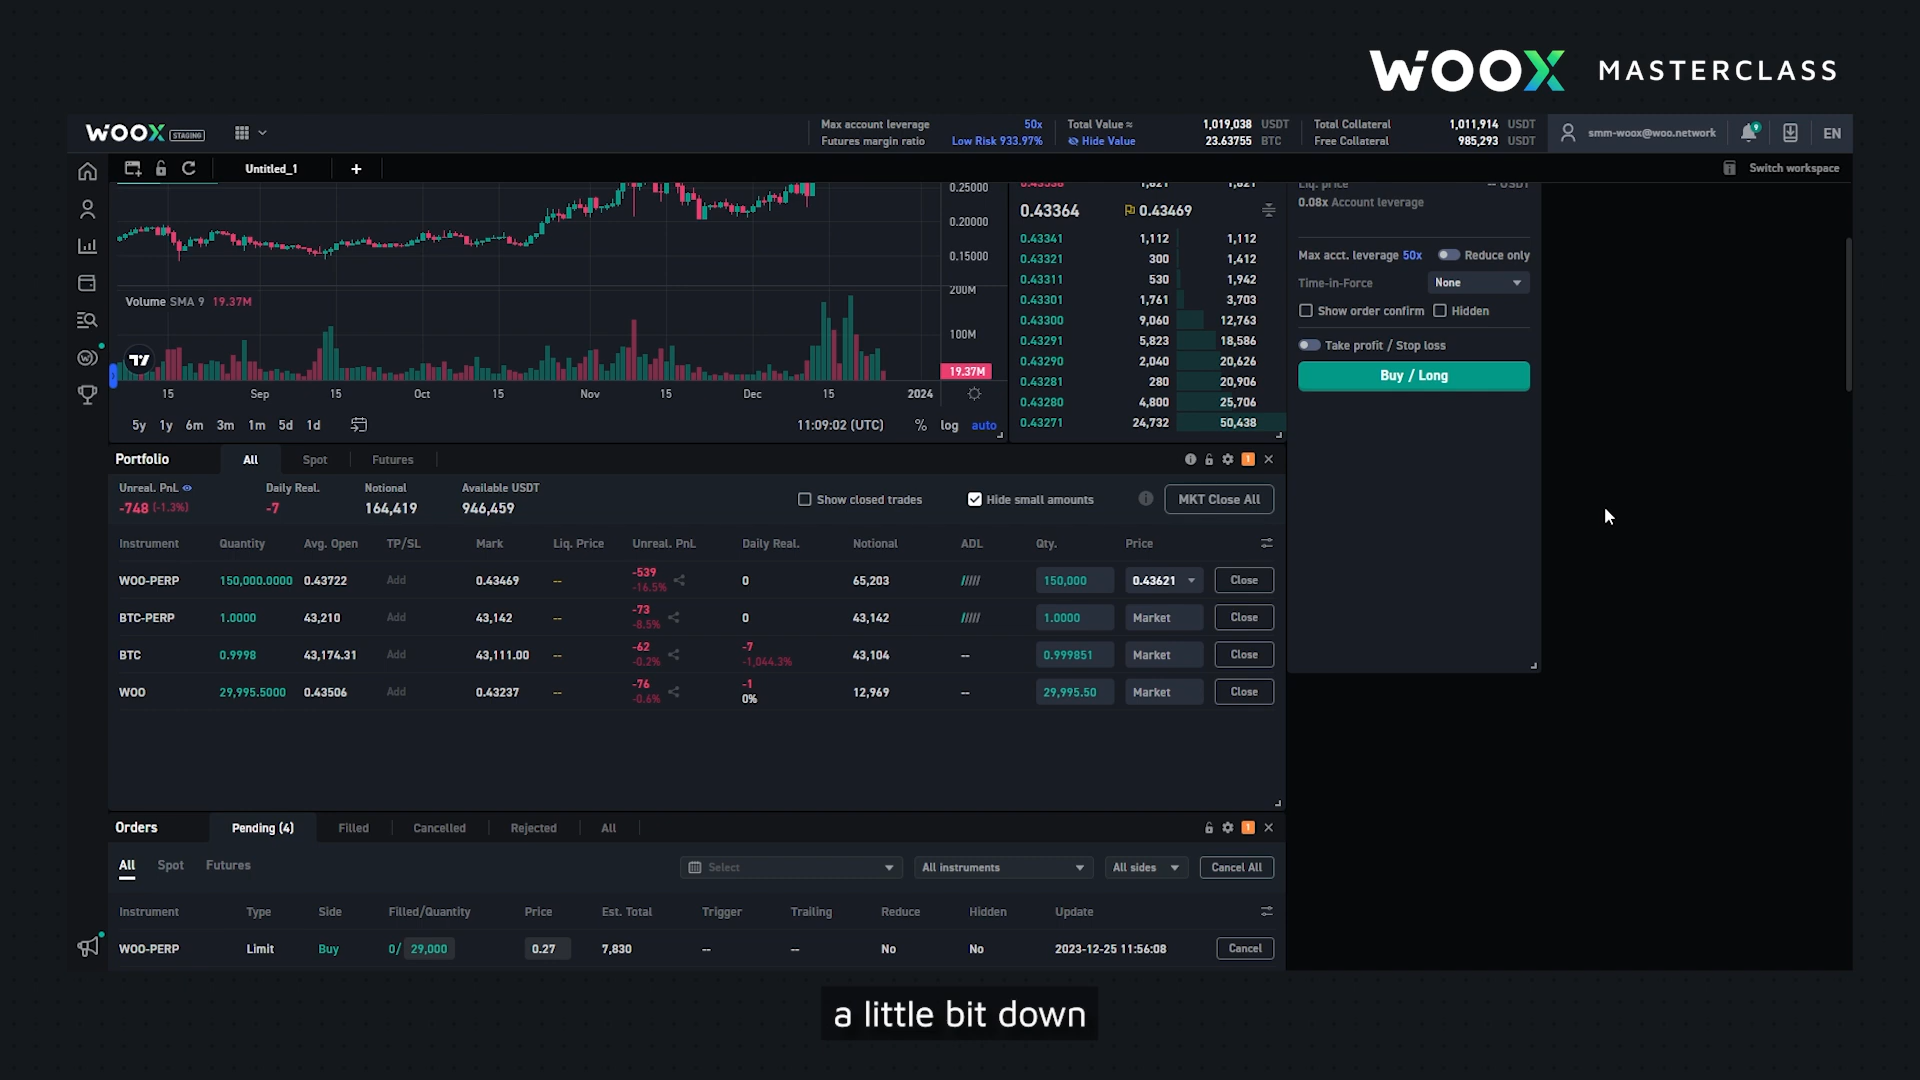 WOOX MASTERCLASS
WOOX STAGING
Max account leverage 50x
Futures margin ratio Low Risk 933.97%
Total Value ≈ 1,019,038 USDT
Hide Value 23.63755 BTC
Total Collateral 1,011,914 USDT
Free Collateral 985,293 USDT
smm-woox@woo.network
9
EN
Untitled_1 +
Switch workspace
0.25000
0.20000
0.15000
200M
100M
19.37M
Volume SMA 9 19.37M
15 Sep 15 Oct 15 Nov 15 Dec 15 2024
5y 1y 6m 3m 1m 5d 1d
11:09:02 (UTC) % log auto
0.43364 0.43469
0.43341 1,112 1,112
0.43321 300 1,412
0.43311 530 1,942
0.43301 1,761 3,703
0.43300 9,060 12,763
0.43291 5,823 18,586
0.43290 2,040 20,626
0.43281 280 20,906
0.43280 4,800 25,706
0.43271 24,732 50,438
Liq. price -- USDT
0.08x Account leverage
Max acct. leverage 50x Reduce only
Time-in-Force None
Show order confirm Hidden
Take profit / Stop loss
Buy / Long
Portfolio All Spot Futures
Unreal. PnL Daily Real. Notional Available USDT
-748 (-1.3%) -7 164,419 946,459
Show closed trades Hide small amounts MKT Close All
Instrument Quantity Avg. Open TP/SL Mark Liq. Price Unreal. PnL Daily Real. Notional ADL Qty. Price
WOO-PERP 150,000.0000 0.43722 Add 0.43469 -- -539 -16.5% 0 65,203 ///// 150,000 0.43621 Close
BTC-PERP 1.0000 43,210 Add 43,142 -- -73 -8.5% 0 43,142 ///// 1.0000 Market Close
BTC 0.9998 43,174.31 Add 43,111.00 -- -62 -0.2% -7 -1,044.3% 43,104 -- 0.999851 Market Close
WOO 29,995.5000 0.43506 Add 0.43237 -- -76 -0.6% -1 0% 12,969 -- 29,995.50 Market Close
Orders Pending (4) Filled Cancelled Rejected All
All Spot Futures
Select All instruments All sides Cancel All
Instrument Type Side Filled/Quantity Price Est. Total Trigger Trailing Reduce Hidden Update
WOO-PERP Limit Buy 0/ 29,000 0.27 7,830 -- -- No No 2023-12-25 11:56:08 Cancel
a little bit down